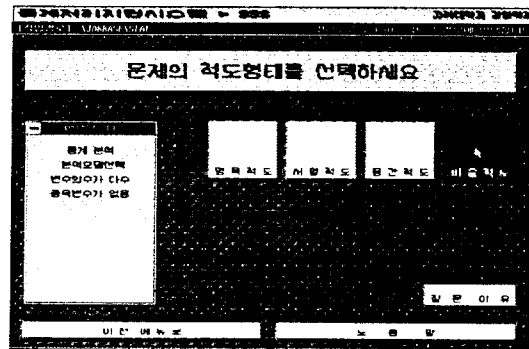 문제의 적도형태를 선택하세요
통계 분석
분석모델선택
변수의수가 다수
종속변수가 없음
명목척도
서열척도
등간척도
비율척도
질문이유
이전메뉴로
도움말